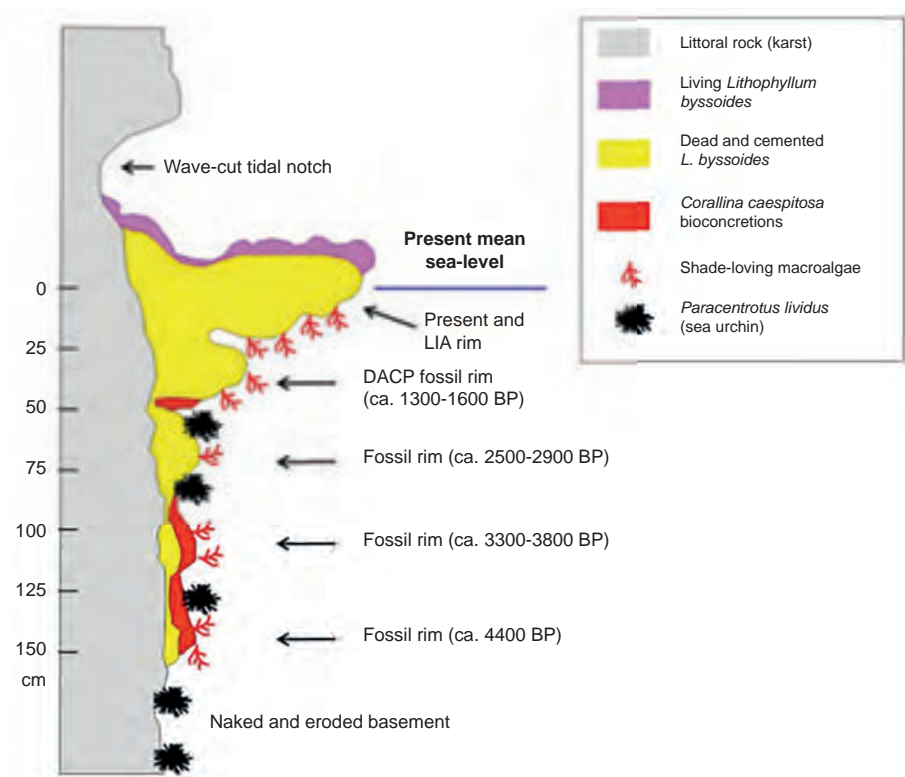 Littoral rock (karst)
Living Lithophyllum
byssoides
Dead and cemented
L. byssoides
Corallina caespitosa
bioconcretions
Shade-loving macroalgae
Paracentrotus lividus
(sea urchin)
Wave-cut tidal notch
Present mean
sea-level
0
Present and
LIA rim
25
DACP fossil rim
(ca. 1300-1600 BP)
50
Fossil rim (ca. 2500-2900 BP)
75
100
Fossil rim (ca. 3300-3800 BP)
125
Fossil rim (ca. 4400 BP)
150
cm
Naked and eroded basement